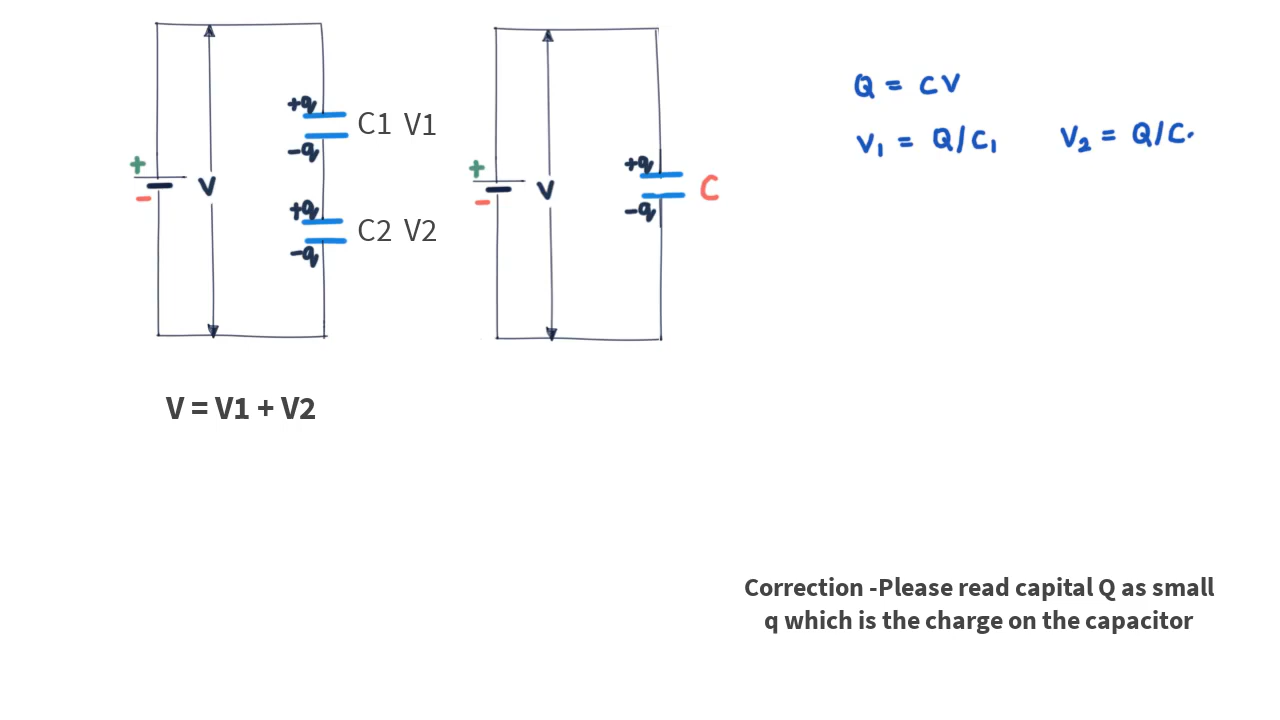 +q
-q
C1 V1
+
-
V
+q
-q
C2 V2
V = V1 + V2
+
-
V
+q
-q
C
Q = CV
V₁ = Q/C₁ V₂ = Q/C.
Correction -Please read capital Q as small
q which is the charge on the capacitor